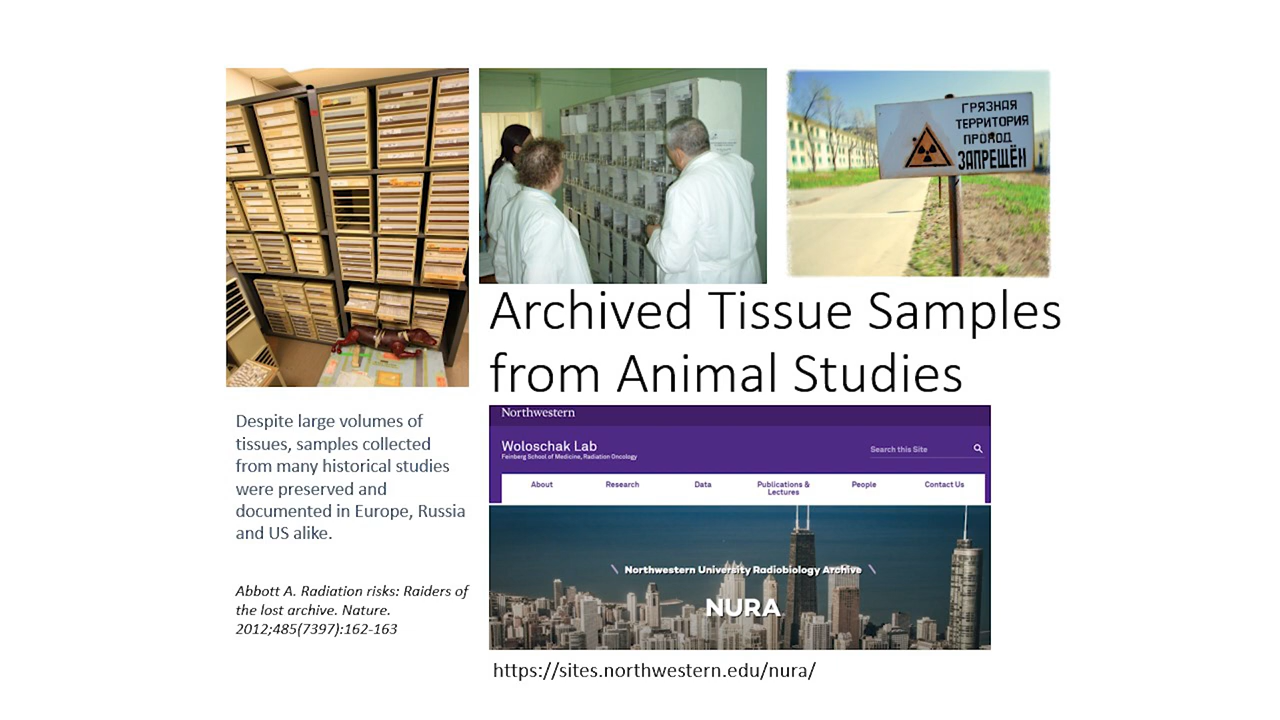 ГРЯЗНАЯ
ТЕРРИТОРИЯ
ПРОХОД
ЗАПРЕЩЁН
Archived Tissue Samples
from Animal Studies
Despite large volumes of
tissues, samples collected
from many historical studies
were preserved and
documented in Europe, Russia
and US alike.
Abbott A. Radiation risks: Raiders of
the lost archive. Nature.
2012;485(7397):162-163
Northwestern
Woloschak Lab
Feinberg School of Medicine, Radiation Oncology
Search this Site
About
Research
Data
Publications &
Lectures
People
Contact Us
\ Northwestern University Radiobiology Archive \
NURA
https://sites.northwestern.edu/nura/